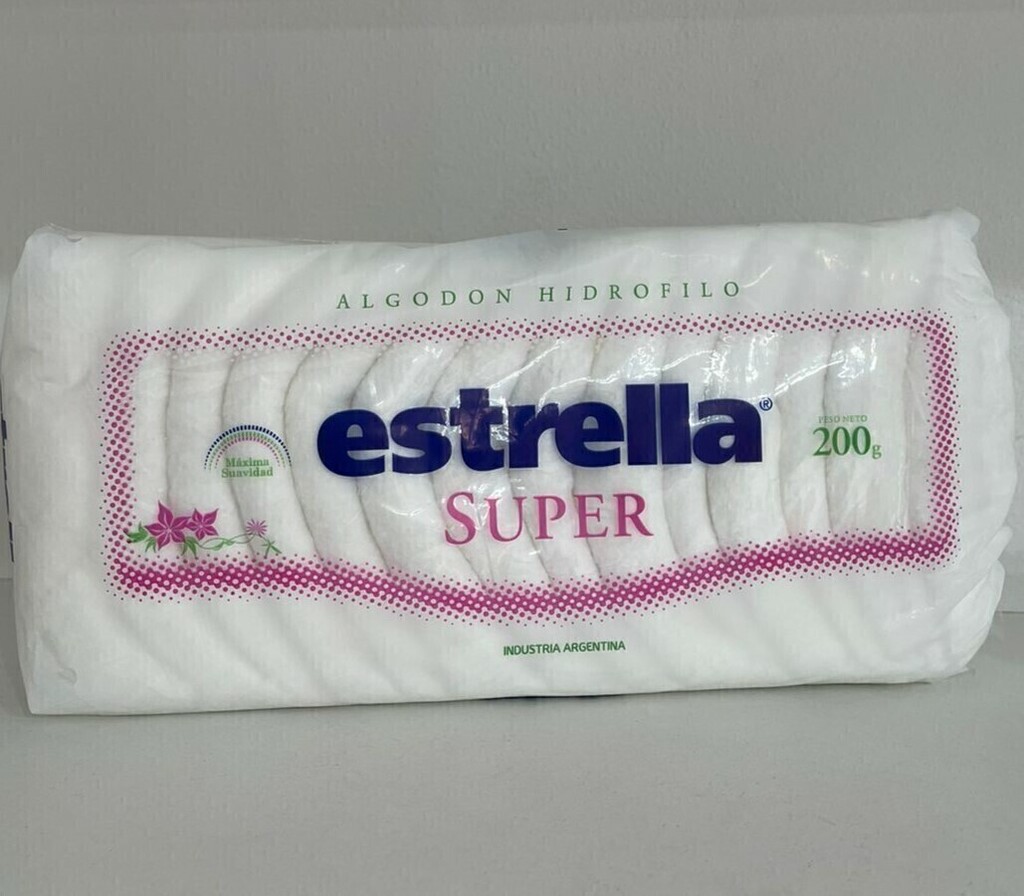 ALGODON HIDROFILO
estrella®
SUPER
Máxima
Suavidad
PESO NETO
200g
INDUSTRIA ARGENTINA